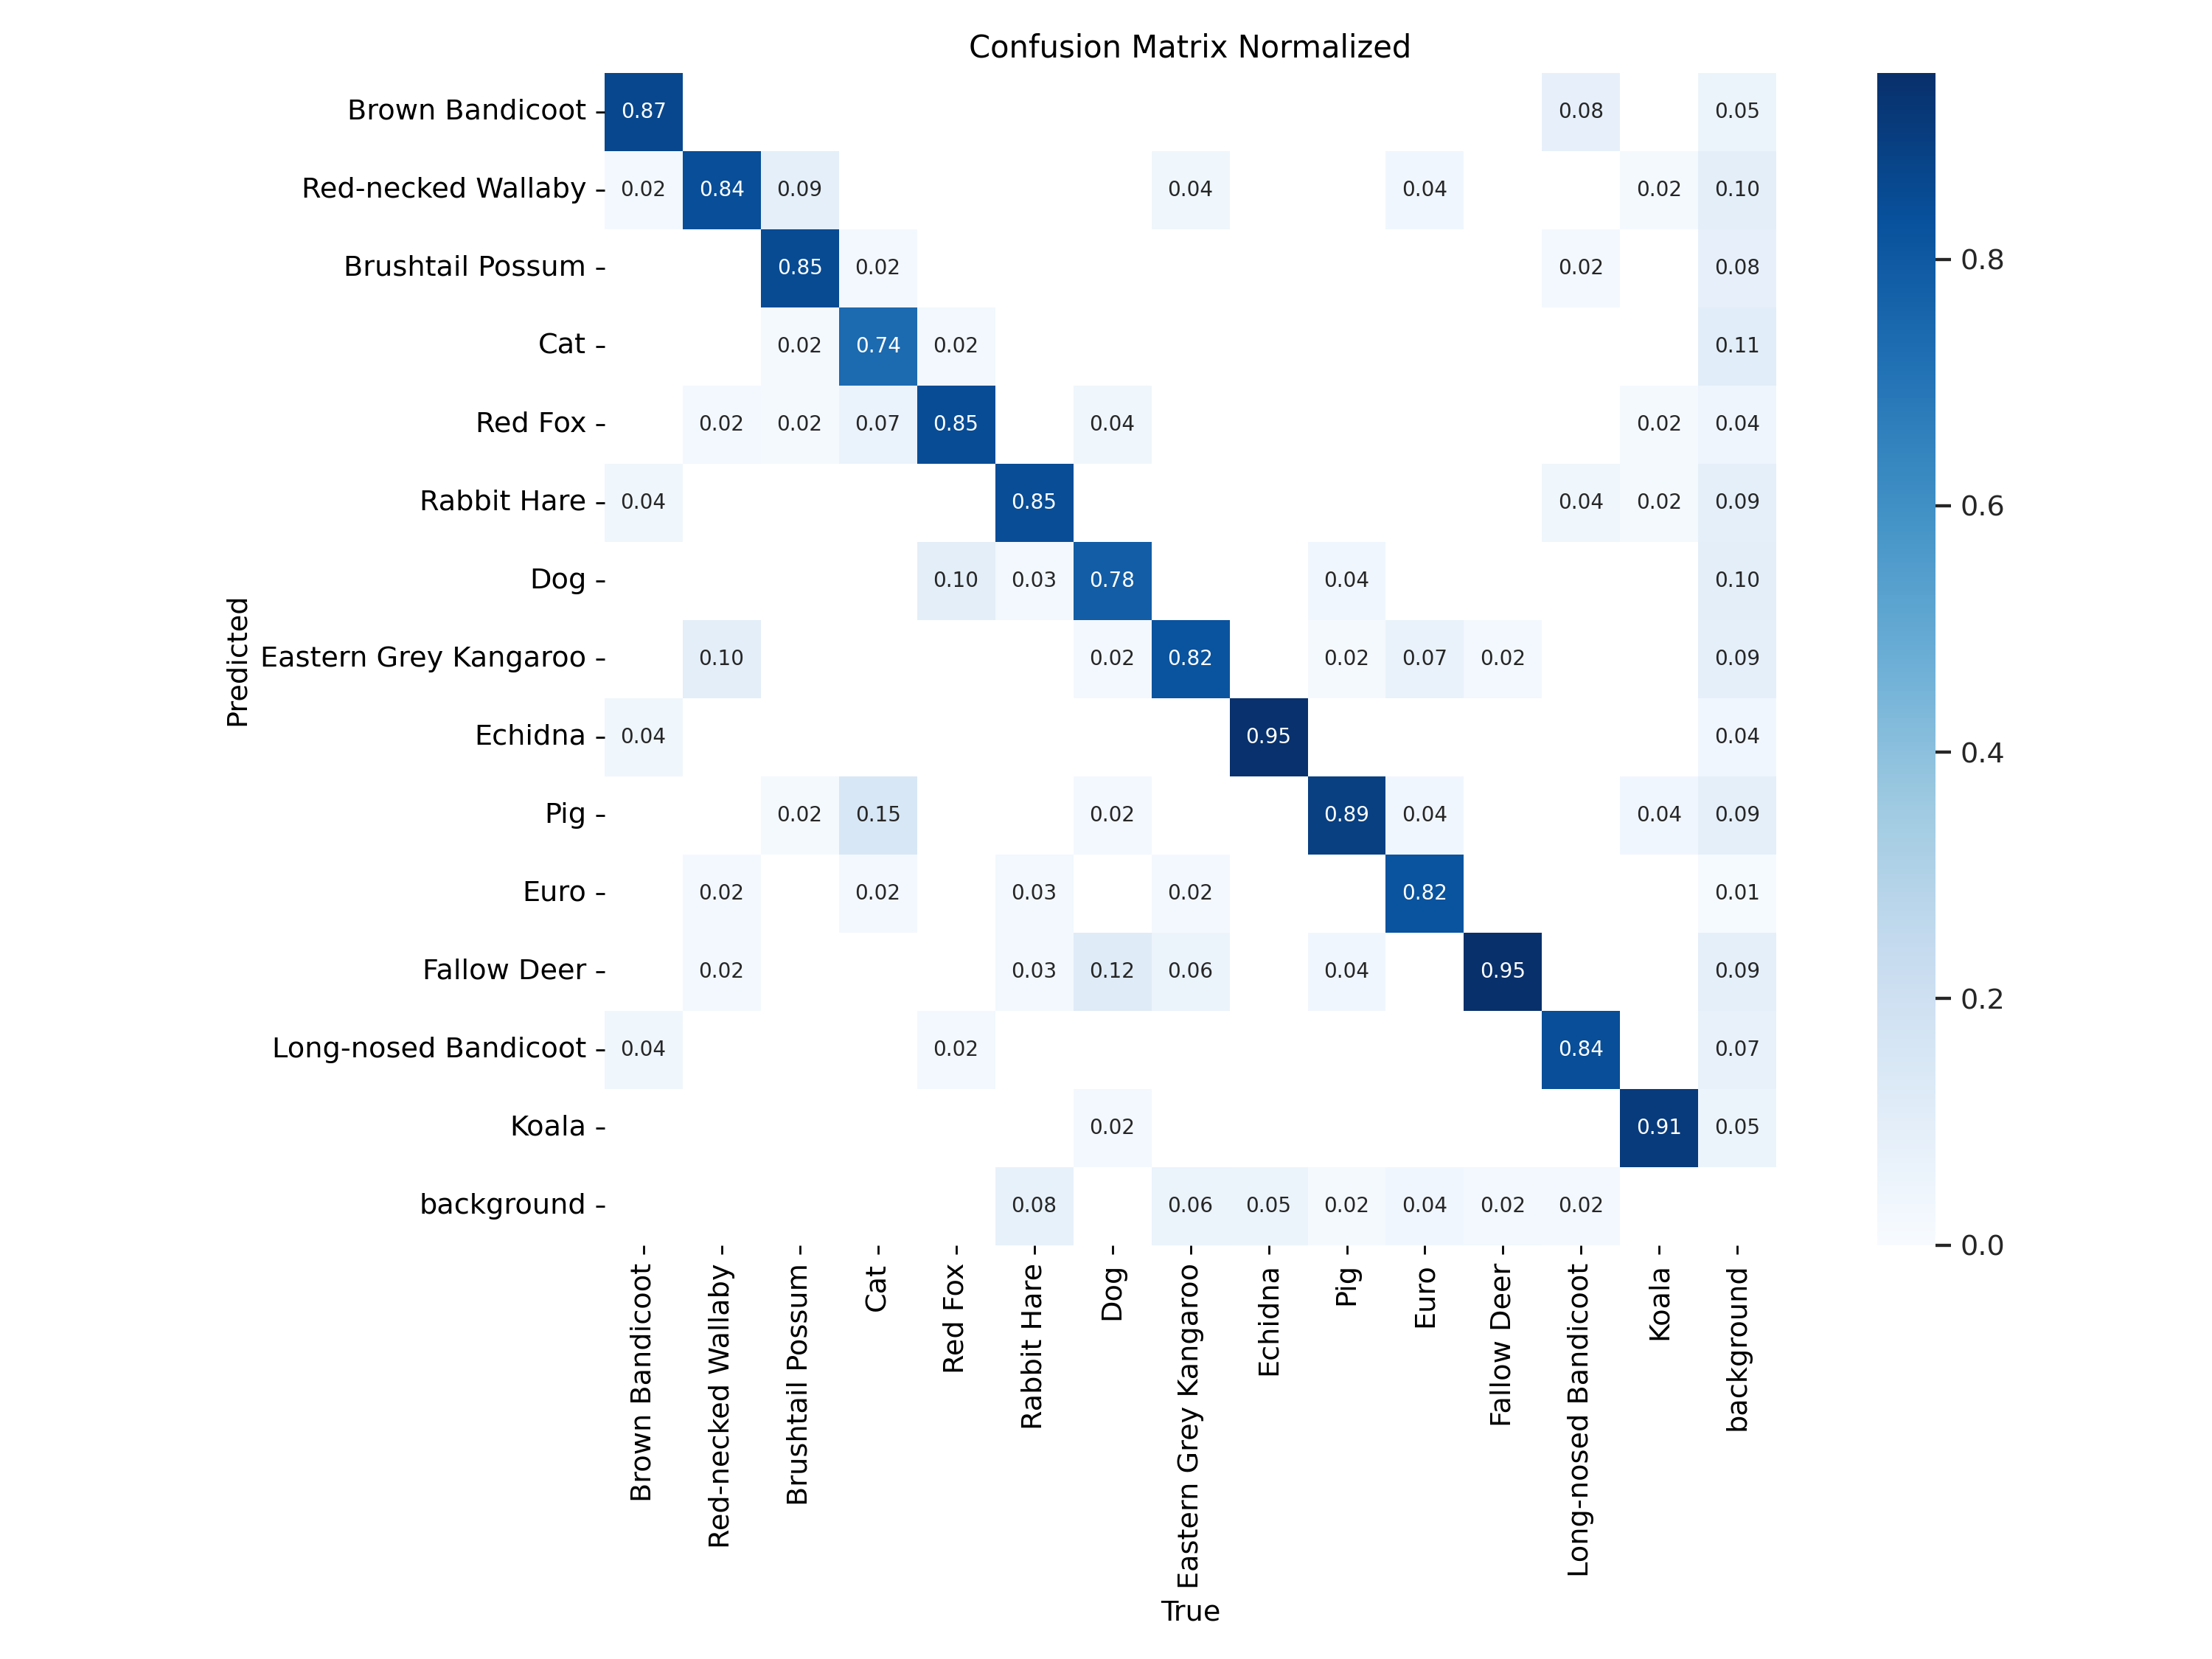 Confusion Matrix Normalized
Brown Bandicoot 0.87 0.08 0.05
Red-necked Wallaby 0.02 0.84 0.09 0.04 0.04 0.02 0.10
Brushtail Possum 0.85 0.02 0.02 0.08
0.8
Cat 0.02 0.74 0.02 0.11
Red Fox 0.02 0.02 0.07 0.85 0.04 0.02 0.04
Rabbit Hare 0.04 0.85 0.04 0.02 0.09
0.6
Dog 0.10 0.03 0.78 0.04 0.10
Predicted
Eastern Grey Kangaroo 0.10 0.02 0.82 0.02 0.07 0.02 0.09
Echidna 0.04 0.95 0.04
0.4
Pig 0.02 0.15 0.02 0.89 0.04 0.04 0.09
Euro 0.02 0.02 0.03 0.02 0.82 0.01
Fallow Deer 0.02 0.03 0.12 0.06 0.04 0.95 0.09
0.2
Long-nosed Bandicoot 0.04 0.02 0.84 0.07
Koala 0.02 0.91 0.05
background 0.08 0.06 0.05 0.02 0.04 0.02 0.02
0.0
Brown Bandicoot
Red-necked Wallaby
Brushtail Possum
Cat
Red Fox
Rabbit Hare
Dog
Eastern Grey Kangaroo
Echidna
Pig
Euro
Fallow Deer
Long-nosed Bandicoot
Koala
background
True